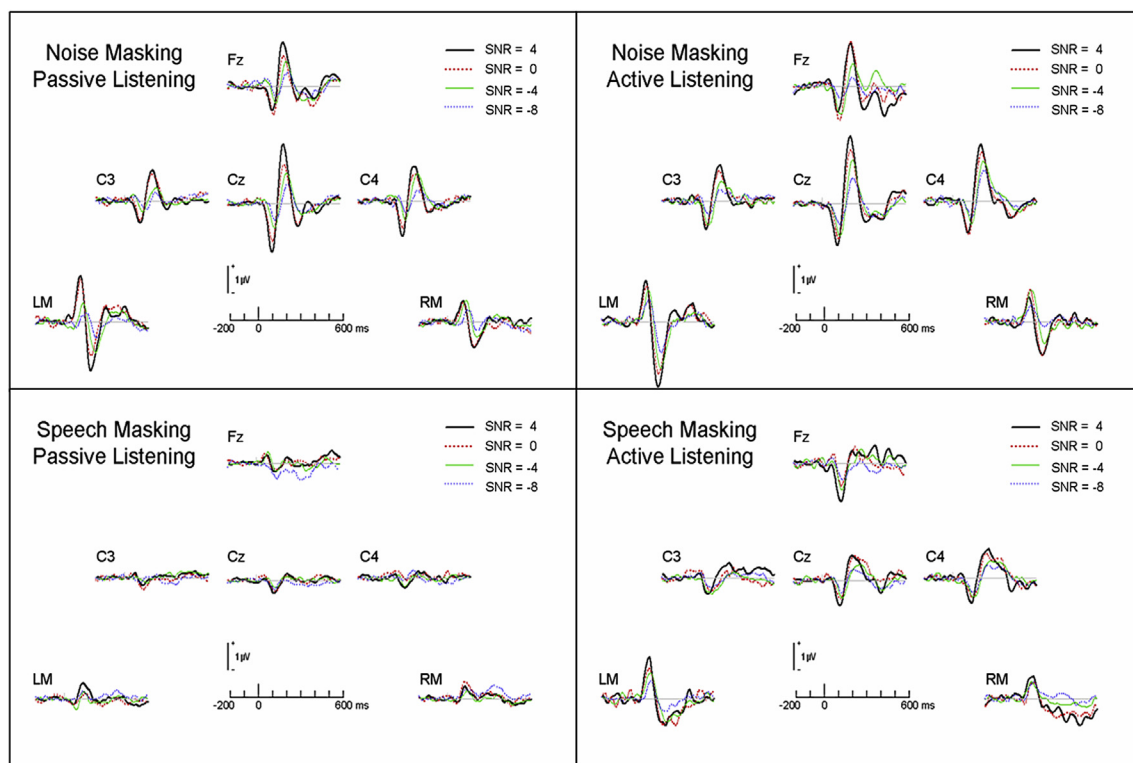 Noise Masking
Passive Listening
Fz
SNR = 4
SNR = 0
SNR = -4
SNR = -8
C3
Cz
C4
LM
RM
+
1µV
-
-200 0 600 ms
Noise Masking
Active Listening
Fz
SNR = 4
SNR = 0
SNR = -4
SNR = -8
C3
Cz
C4
LM
RM
+
1µV
-
-200 0 600 ms
Speech Masking
Passive Listening
Fz
SNR = 4
SNR = 0
SNR = -4
SNR = -8
C3
Cz
C4
LM
RM
+
1µV
-
-200 0 600 ms
Speech Masking
Active Listening
Fz
SNR = 4
SNR = 0
SNR = -4
SNR = -8
C3
Cz
C4
LM
RM
+
1µV
-
-200 0 600 ms